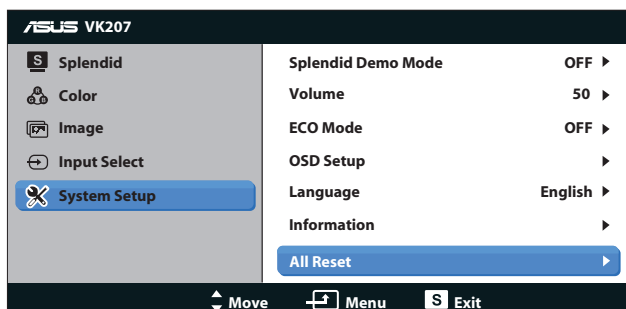 ASUS VK207
S Splendid
Color
Image
Input Select
System Setup
Splendid Demo Mode OFF
Volume 50
ECO Mode OFF
OSD Setup
Language English
Information
All Reset
Move Menu S Exit